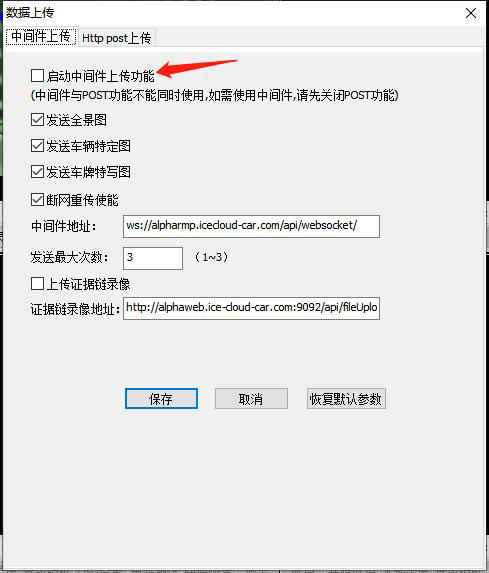 数据上传
中间件上传 Http post上传
启动中间件上传功能
(中间件与POST功能不能同时使用,如需使用中间件,请先关闭POST功能)
发送全景图
发送车辆特定图
发送车牌特写图
断网重传使能
中间件地址: ws://alpharmp.icecloud-car.com/api/websocket/
发送最大次数: 3 (1~3)
上传证据链录像
证据链录像地址: http://alphaweb.ice-cloud-car.com:9092/api/fileUplo
保存 取消 恢复默认参数